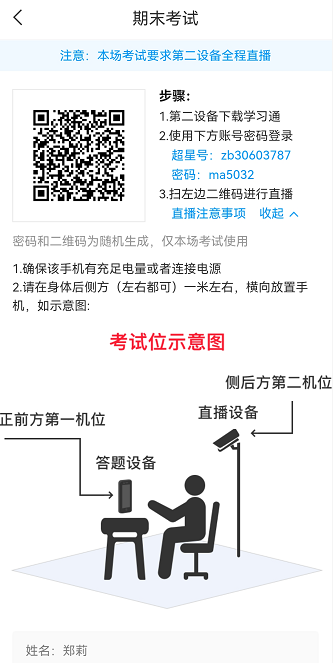 期末考试
注意：本场考试要求第二设备全程直播
步骤：
1.第二设备下载学习通
2.使用下方账号密码登录
超星号：zb30603787
密码：ma5032
3.扫左边二维码进行直播
直播注意事项 收起
密码和二维码为随机生成，仅本场考试使用
1.确保该手机有充足电量或者连接电源
2.请在身体后侧方（左右都可）一米左右，横向放置手
机，如示意图:
考试位示意图
侧后方第二机位
直播设备
正前方第一机位
答题设备
姓名：郑莉